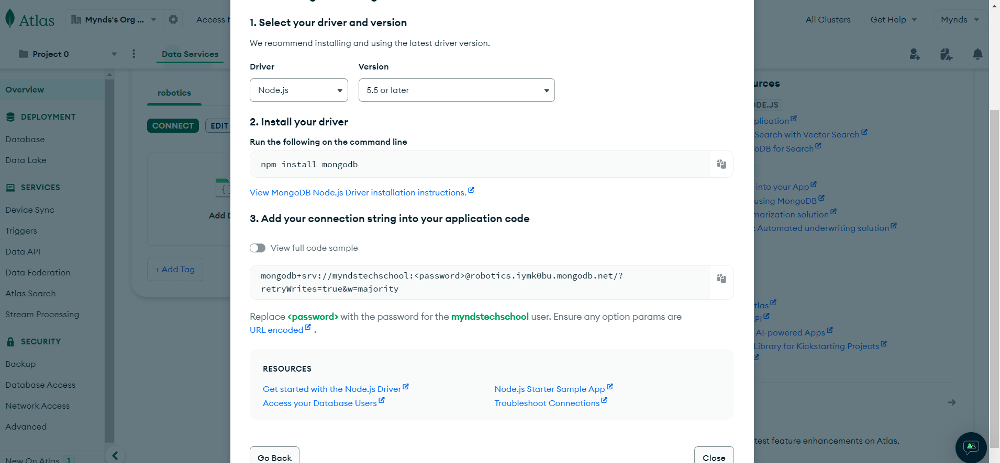 Atlas
Mynds's Org ...
Access
All Clusters
Get Help
Mynds
Project 0
Data Services
Overview
DEPLOYMENT
Database
Data Lake
SERVICES
Device Sync
Triggers
Data API
Data Federation
Atlas Search
Stream Processing
SECURITY
Backup
Database Access
Network Access
Advanced
New On Atlas 1
robotics
CONNECT
EDIT
{ }
Add
+ Add Tag
1. Select your driver and version
We recommend installing and using the latest driver version.
Driver
Version
Node.js
5.5 or later
2. Install your driver
Run the following on the command line
npm install mongodb
View MongoDB Node.js Driver installation instructions.
3. Add your connection string into your application code
View full code sample
mongodb+srv://myndstechschool:<password>@robotics.iymk0bu.mongodb.net/?
retryWrites=true&w=majority
Replace <password> with the password for the myndstechschool user. Ensure any option params are
URL encoded .
RESOURCES
Get started with the Node.js Driver
Node.js Starter Sample App
Access your Database Users
Troubleshoot Connections
Go Back
Close
urces
DE.JS
plication
Search with Vector Search
oDB for Search
into your App
using MongoDB
narization solution
: Automated underwriting solution
tlas
PI
AI-powered Apps
Library for Kickstarting Projects
test feature enhancements on Atlas.